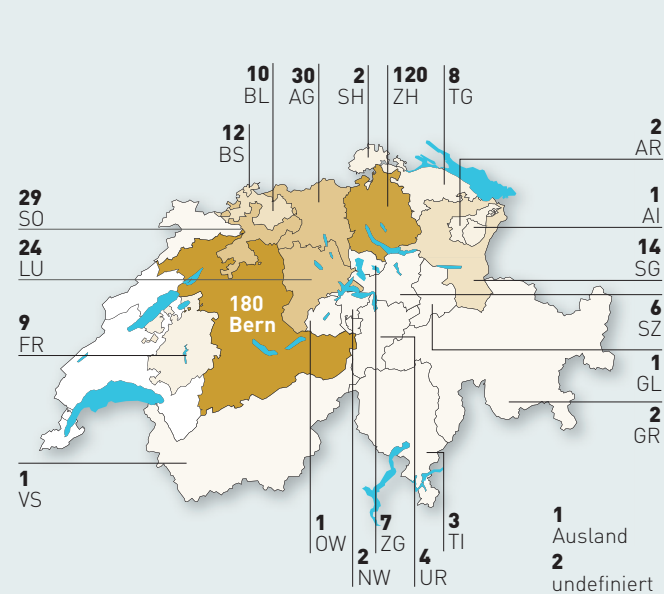 10
BL
30
AG
2
SH
120
ZH
8
TG
12
BS
2
AR
1
AI
29
SO
24
LU
14
SG
180
Bern
6
SZ
9
FR
1
GL
2
GR
1
VS
1
OW
2
NW
7
ZG
4
UR
3
TI
1
Ausland
2
undefiniert